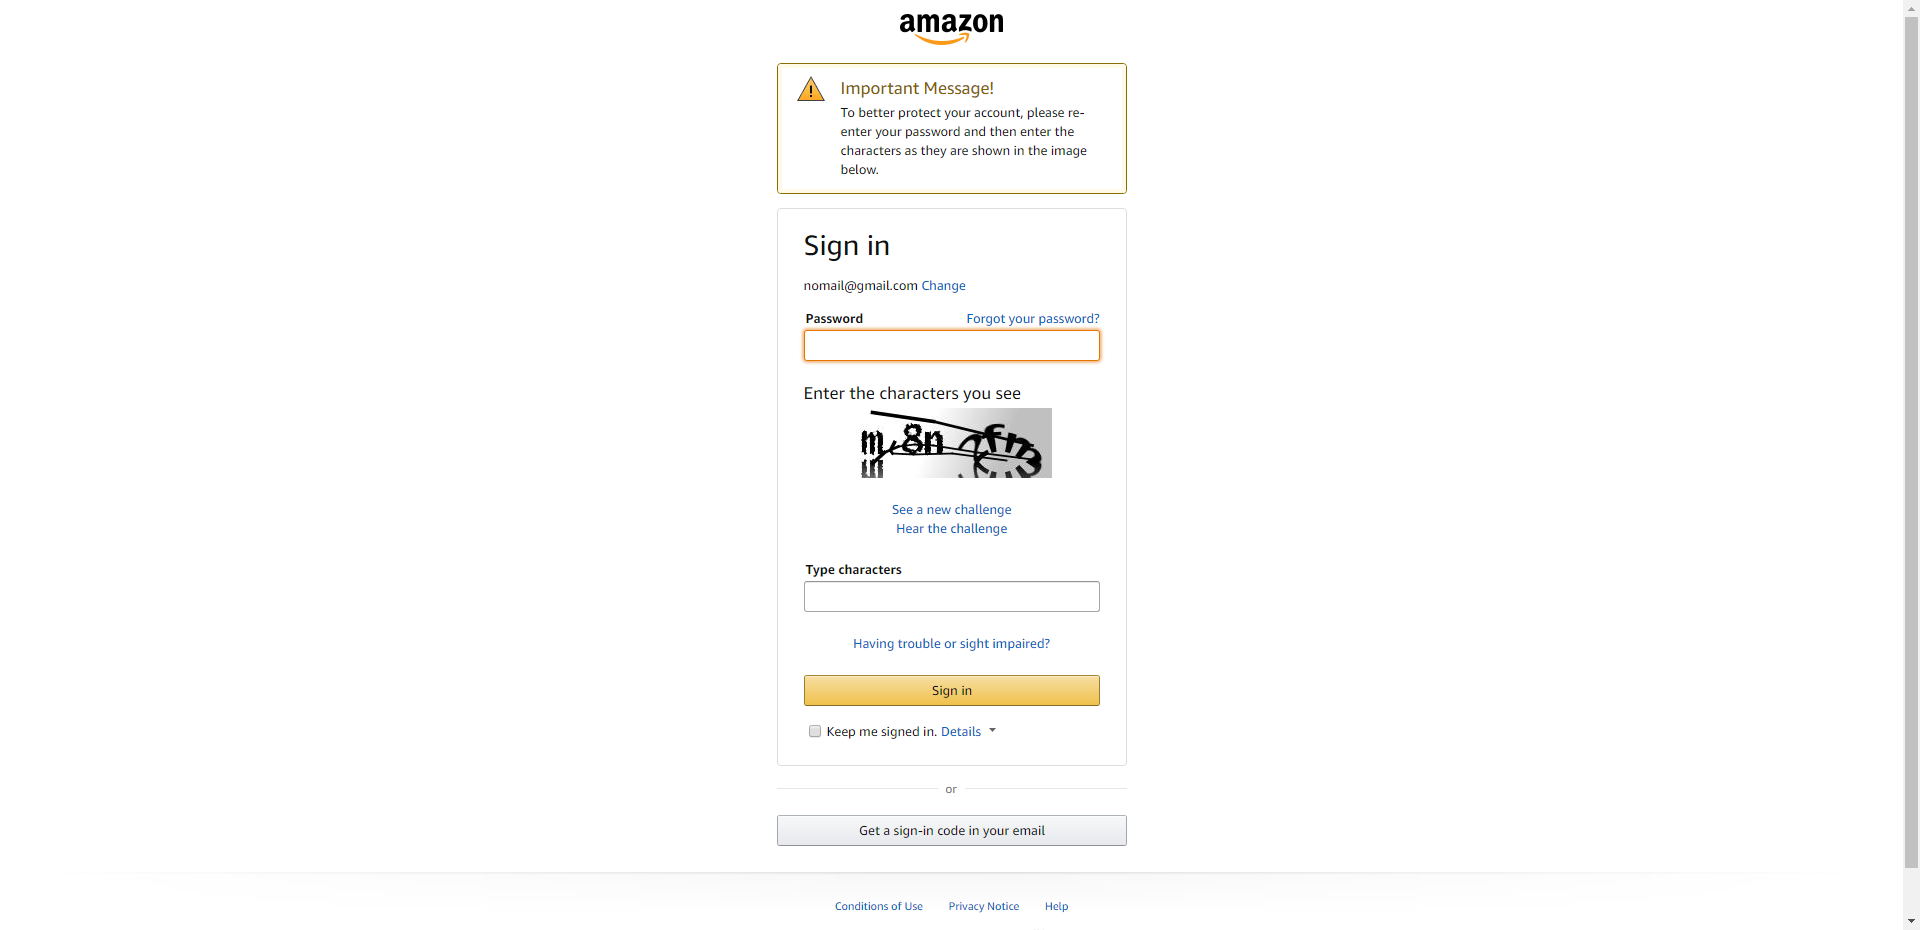 amazon
Important Message!
To better protect your account, please re-
enter your password and then enter the
characters as they are shown in the image
below.
Sign in
nomail@gmail.com Change
Password Forgot your password?
Enter the characters you see
See a new challenge
Hear the challenge
Type characters
Having trouble or sight impaired?
Sign in
Keep me signed in. Details
or
Get a sign-in code in your email
Conditions of Use Privacy Notice Help